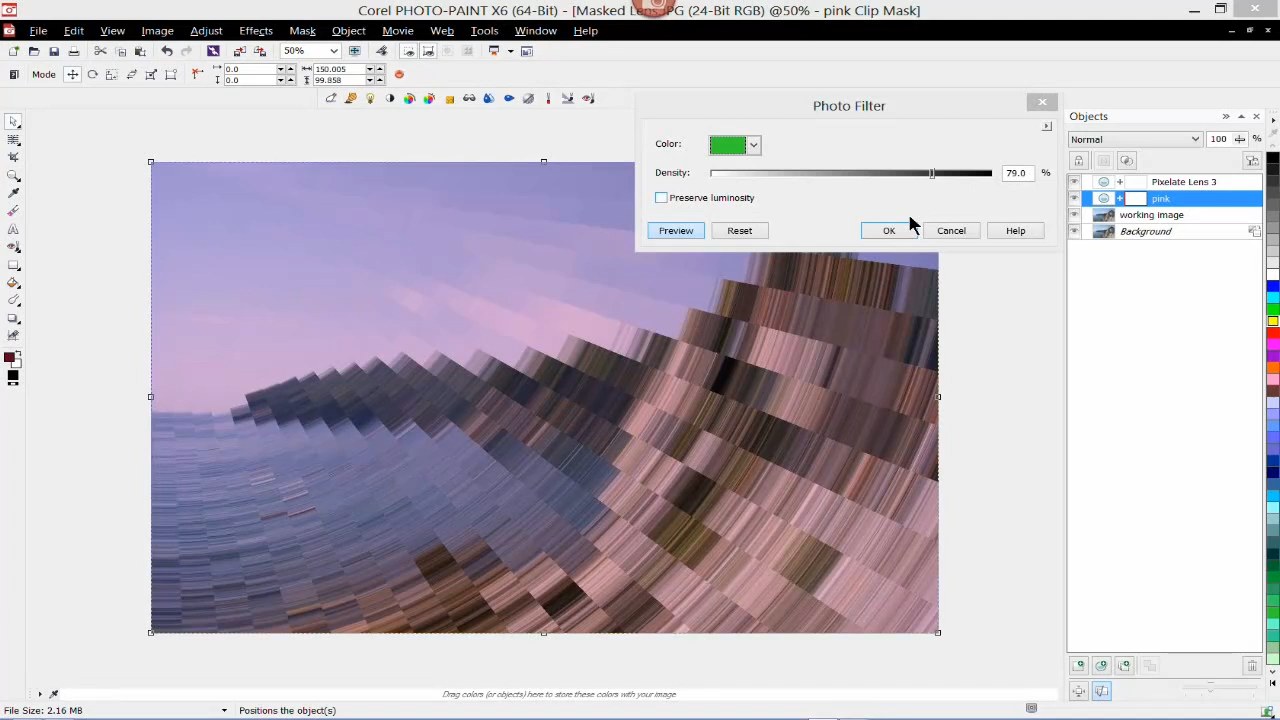 Corel PHOTO-PAINT X6 (64-Bit) - [Masked Lens.JPG (24-Bit RGB) @50% - pink Clip Mask]
File Edit View Image Adjust Effects Mask Object Movie Web Tools Window Help
50%
Mode 0.0 0.0 150.005 99.858
Photo Filter
Color:
Density: 79.0 %
Preserve luminosity
Preview Reset OK Cancel Help
Objects
Normal 100 %
Pixelate Lens 3
pink
working image
Background
Drag colors (or objects) here to store these colors with your image
File Size: 2.16 MB Positions the object(s)